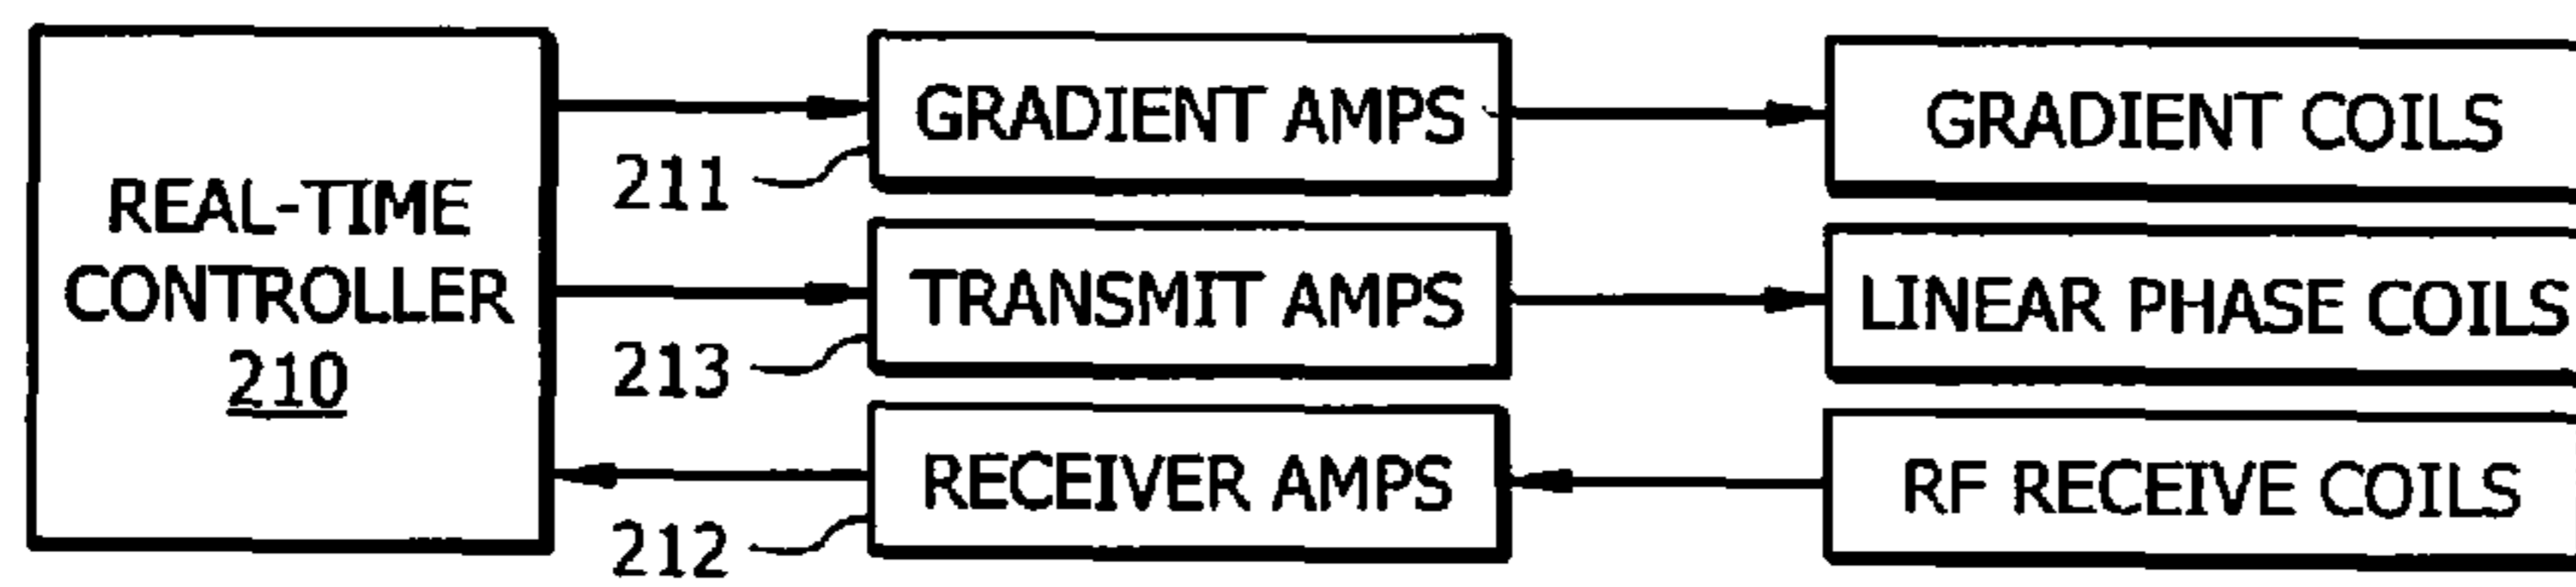 REAL-TIME
CONTROLLER
210
GRADIENT AMPS
211
GRADIENT COILS
TRANSMIT AMPS
213
LINEAR PHASE COILS
RECEIVER AMPS
212
RF RECEIVE COILS